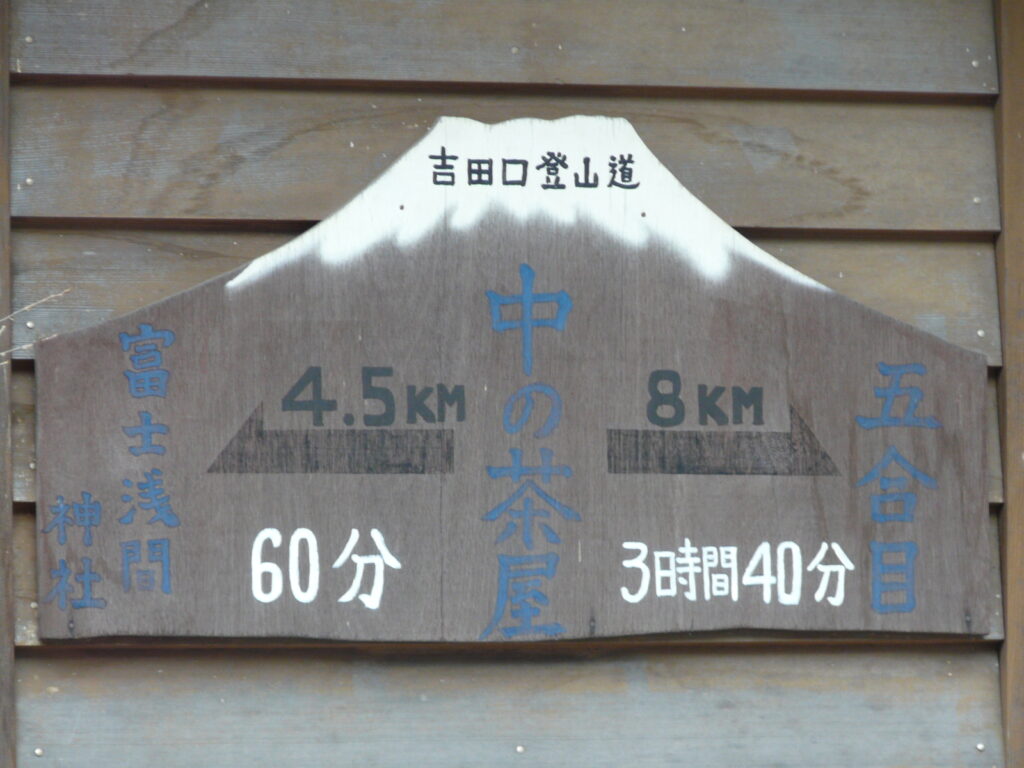 吉田口登山道
富士浅間
神社
4.5KM
60分
中の茶屋
8KM
3時間40分
五合目